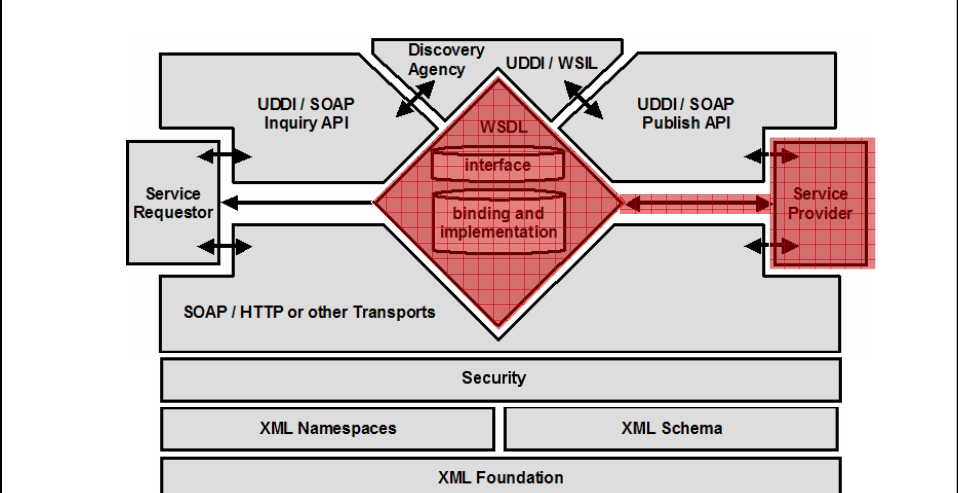 Discovery
Agency
UDDI / WSIL
UDDI / SOAP
Inquiry API
UDDI / SOAP
Publish API
WSDL
interface
Service
Requestor
binding and
implementation
Service
Provider
SOAP / HTTP or other Transports
Security
XML Namespaces
XML Schema
XML Foundation